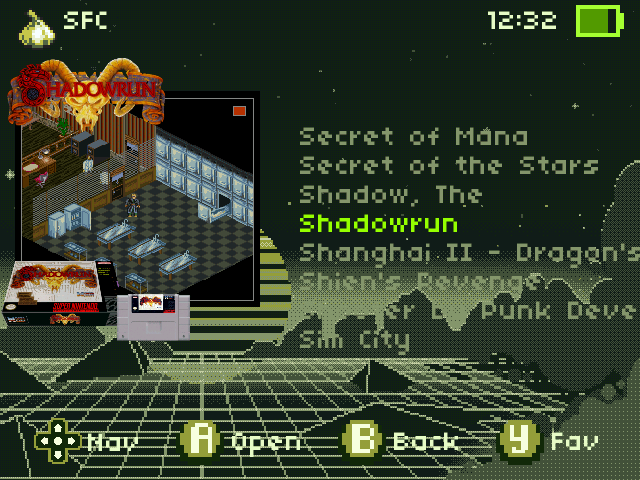 SFC
12:32
SHADOWRUN
Secret of Mana
Secret of the Stars
Shadow, The
Shadowrun
Shanghai II - Dragon's
Shien's Revenge
Punk Deve
Sim City
SHADOWRUN
Nav
A Open
B Back
Y Fav